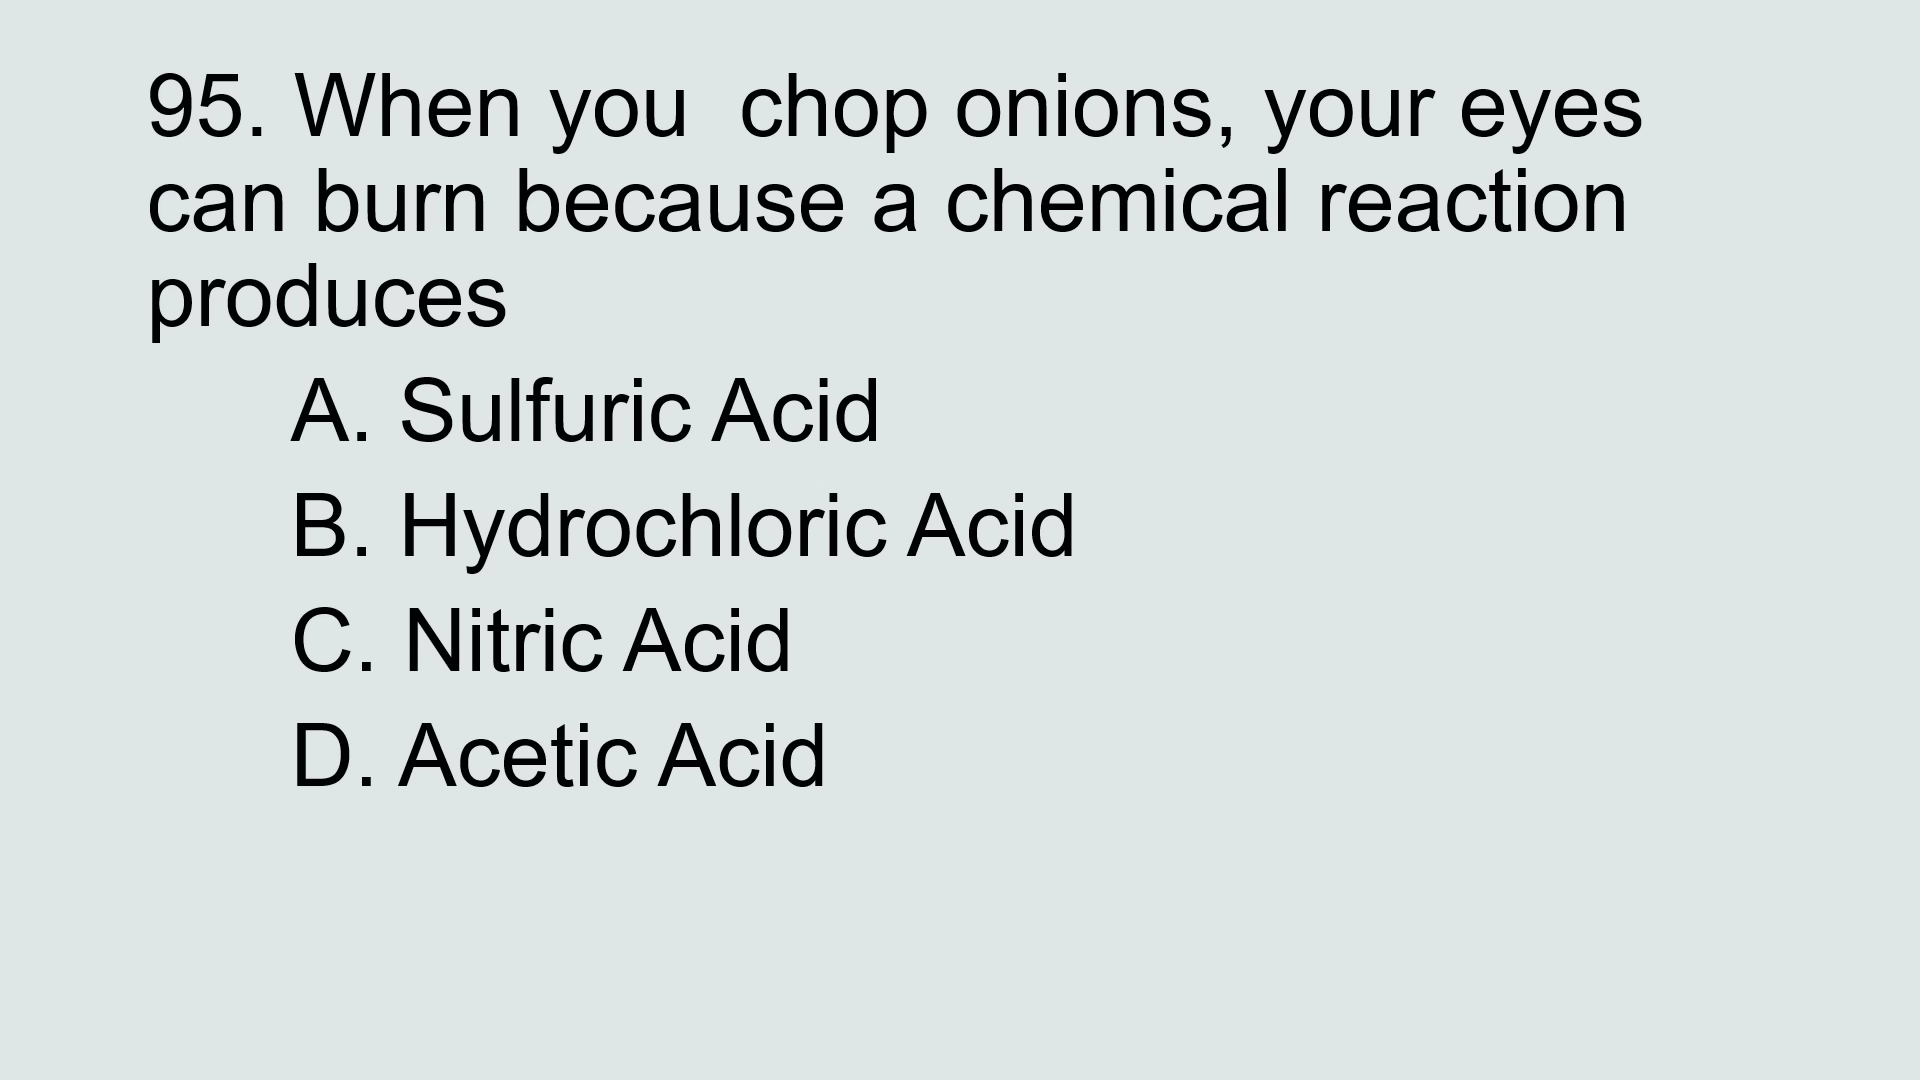 95. When you  chop onions, your eyes
can burn because a chemical reaction
produces
A. Sulfuric Acid
B. Hydrochloric Acid
C. Nitric Acid
D. Acetic Acid